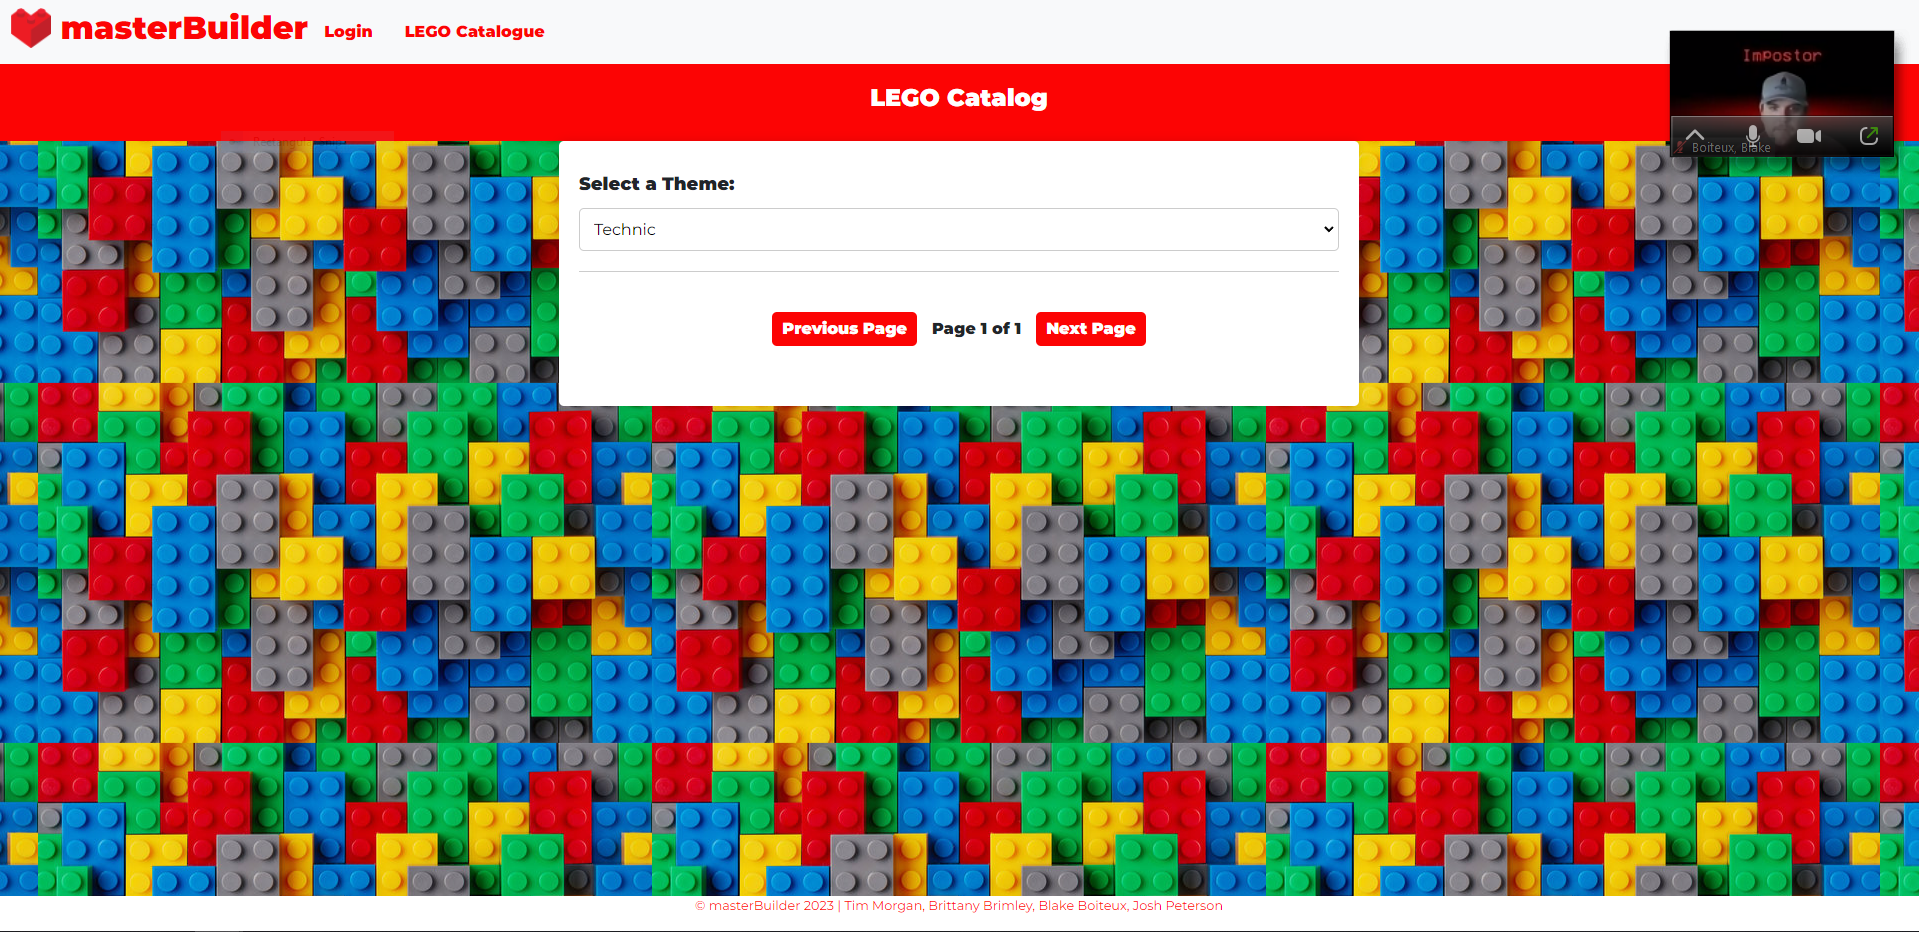 masterBuilder Login LEGO Catalogue
Impostor
LEGO Catalog
Boiteux, Blake
Select a Theme:
Technic
Previous Page Page 1 of 1 Next Page
© masterBuilder 2023 | Tim Morgan, Brittany Brimley, Blake Boiteux, Josh Peterson